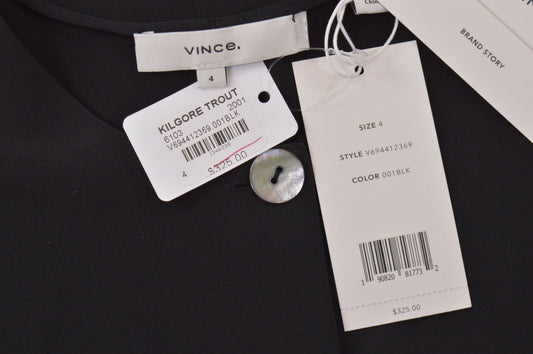 VINCE.
4
KILGORE TROUT
6103 2001
V694412369.001BLK
4 $325.00
SIZE 4
STYLE V694412369
COLOR 001BLK
1 90820 81773 2
$325.00
BRAND STORY